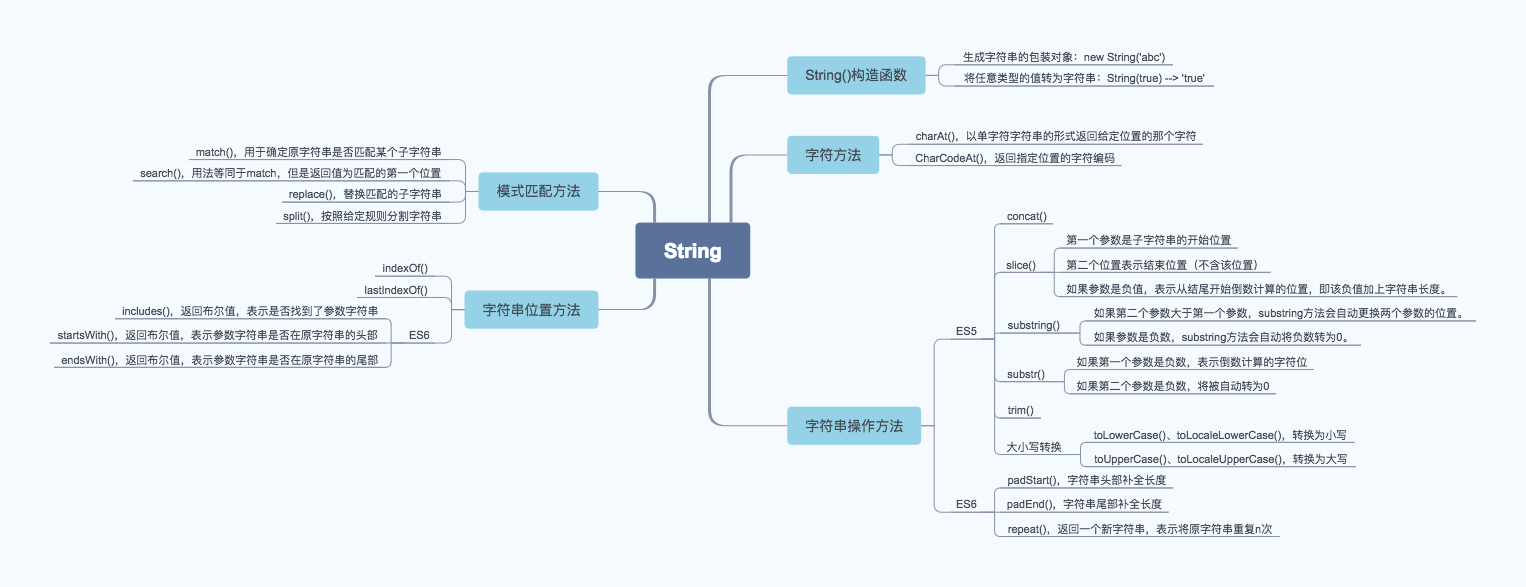 String
String()构造函数
生成字符串的包装对象：new String('abc')
将任意类型的值转为字符串：String(true) --> 'true'
字符方法
charAt()，以单字符字符串的形式返回给定位置的那个字符
CharCodeAt()，返回指定位置的字符编码
字符串操作方法
ES5
concat()
slice()
第一个参数是子字符串的开始位置
第二个位置表示结束位置（不含该位置）
如果参数是负值，表示从结尾开始倒数计算的位置，即该负值加上字符串长度。
substring()
如果第二个参数大于第一个参数，substring方法会自动更换两个参数的位置。
如果参数是负数，substring方法会自动将负数转为0。
substr()
如果第一个参数是负数，表示倒数计算的字符位
如果第二个参数是负数，将被自动转为0
trim()
大小写转换
toLowerCase()、toLocaleLowerCase()，转换为小写
toUpperCase()、toLocaleUpperCase()，转换为大写
ES6
padStart()，字符串头部补全长度
padEnd()，字符串尾部补全长度
repeat()，返回一个新字符串，表示将原字符串重复n次
模式匹配方法
match()，用于确定原字符串是否匹配某个子字符串
search()，用法等同于match，但是返回值为匹配的第一个位置
replace()，替换匹配的子字符串
split()，按照给定规则分割字符串
字符串位置方法
indexOf()
lastIndexOf()
ES6
includes()，返回布尔值，表示是否找到了参数字符串
startsWith()，返回布尔值，表示参数字符串是否在原字符串的头部
endsWith()，返回布尔值，表示参数字符串是否在原字符串的尾部